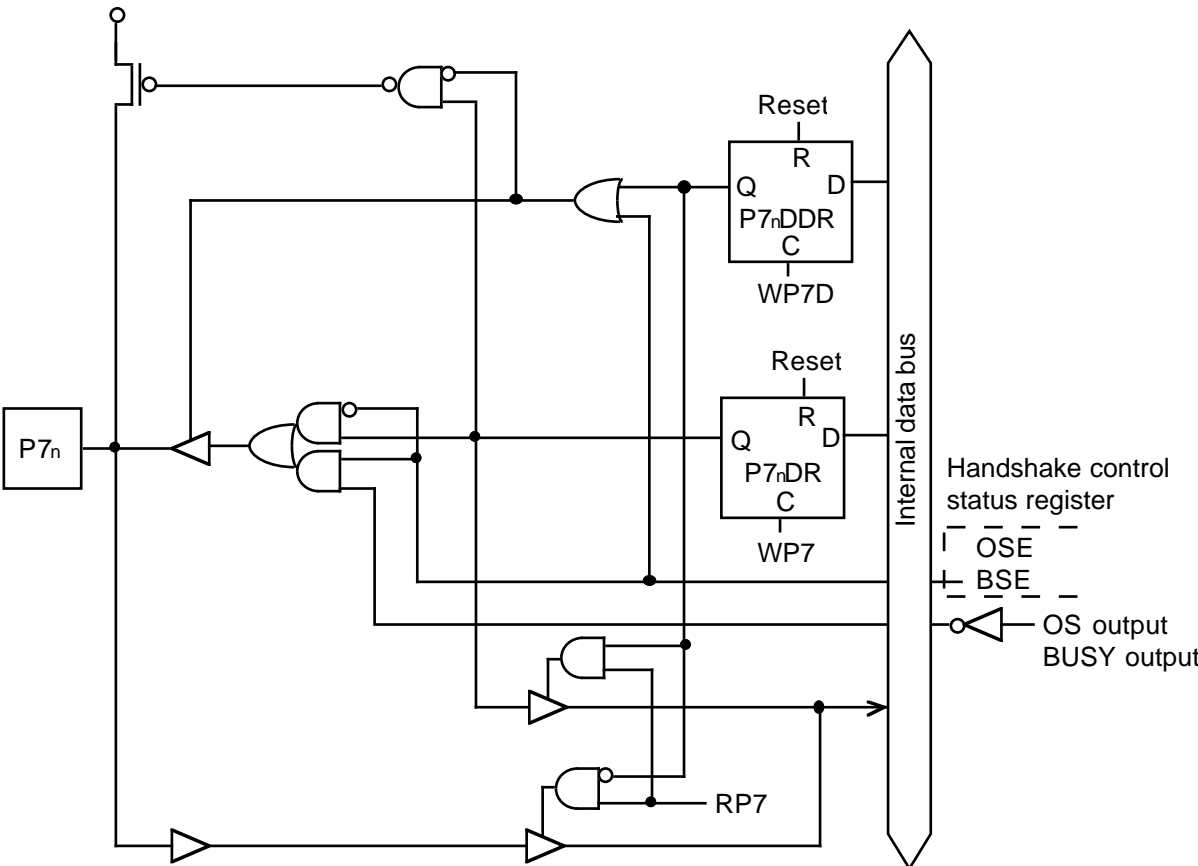 Reset
R
Q
D
P7nDDR
C
WP7D
Reset
R
Q
D
P7nDR
C
WP7
P7n
Internal data bus
Handshake control
status register
OSE
BSE
OS output
BUSY output
RP7